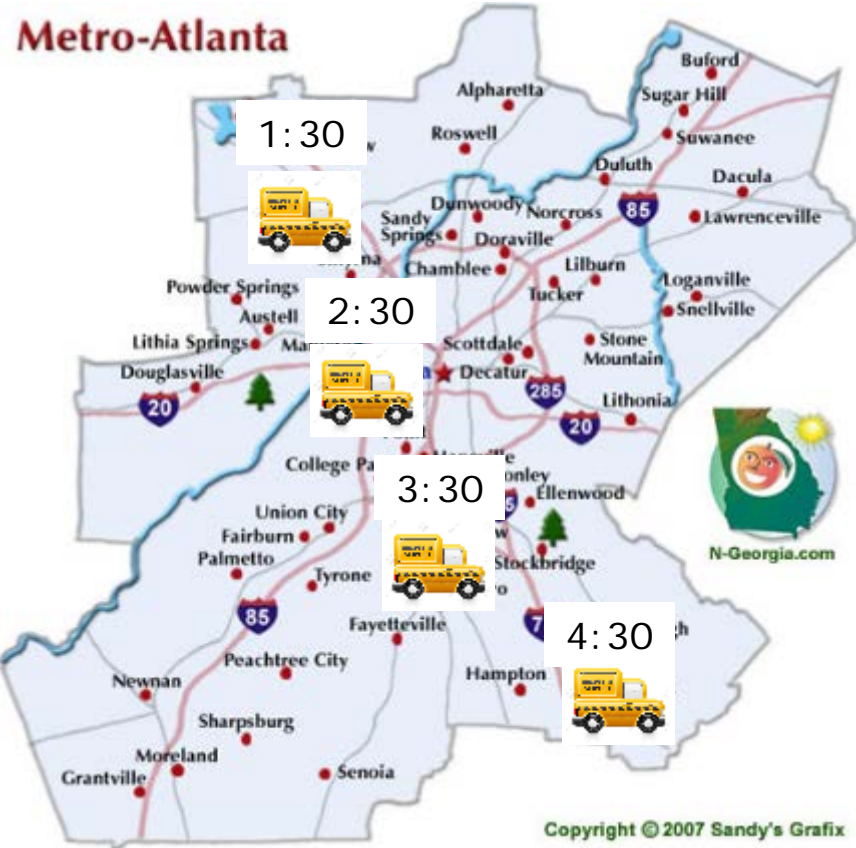 Metro-Atlanta
Buford
Alpharetta
Sugar Hill
1:30
Roswell
Suwanee
Duluth
Dacula
Dunwoody
Norcross
85
Lawrenceville
Sandy
Springs
Doraville
Chamblee
Lilburn
Powder Springs
Tucker
Loganville
Snellville
Austell
2:30
Lithia Springs
Scottdale
Stone
Mountain
Douglasville
Decatur
20
285
Lithonia
20
College
3:30
Ellenwood
Union City
Fairburn
Palmetto
Stockbridge
N-Georgia.com
Tyrone
85
Fayetteville
4:30
Peachtree City
Hampton
Newnan
Sharpsburg
Moreland
Grantville
Senoia
Copyright © 2007 Sandy's Grafix